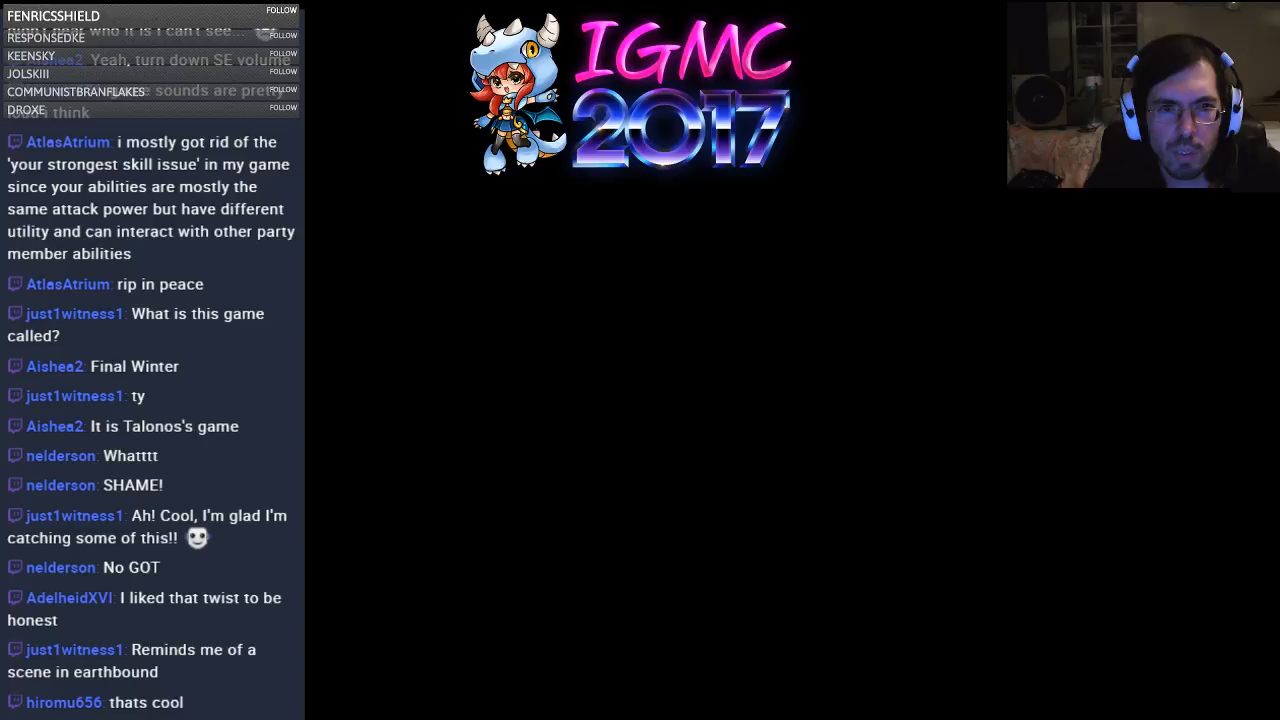 FENRICSSHIELD FOLLOW
RESPONSEDKE FOLLOW
KEENSKY FOLLOW
Aishea2: Yeah, turn down SE volume
JOLSKIII FOLLOW
COMMUNISTBRANFLAKES FOLLOW
sounds are pretty
DROXE FOLLOW
i think
AtlasAtrium: i mostly got rid of the
'your strongest skill issue' in my game
since your abilities are mostly the
same attack power but have different
utility and can interact with other party
member abilities
AtlasAtrium: rip in peace
just1witness1: What is this game
called?
Aishea2: Final Winter
just1witness1: ty
Aishea2: It is Talonos's game
nelderson: Whatttt
nelderson: SHAME!
just1witness1: Ah! Cool, I'm glad I'm
catching some of this!!
nelderson: No GOT
AdelheidXVI: I liked that twist to be
honest
just1witness1: Reminds me of a
scene in earthbound
hiromu656: thats cool
IGMC
2017